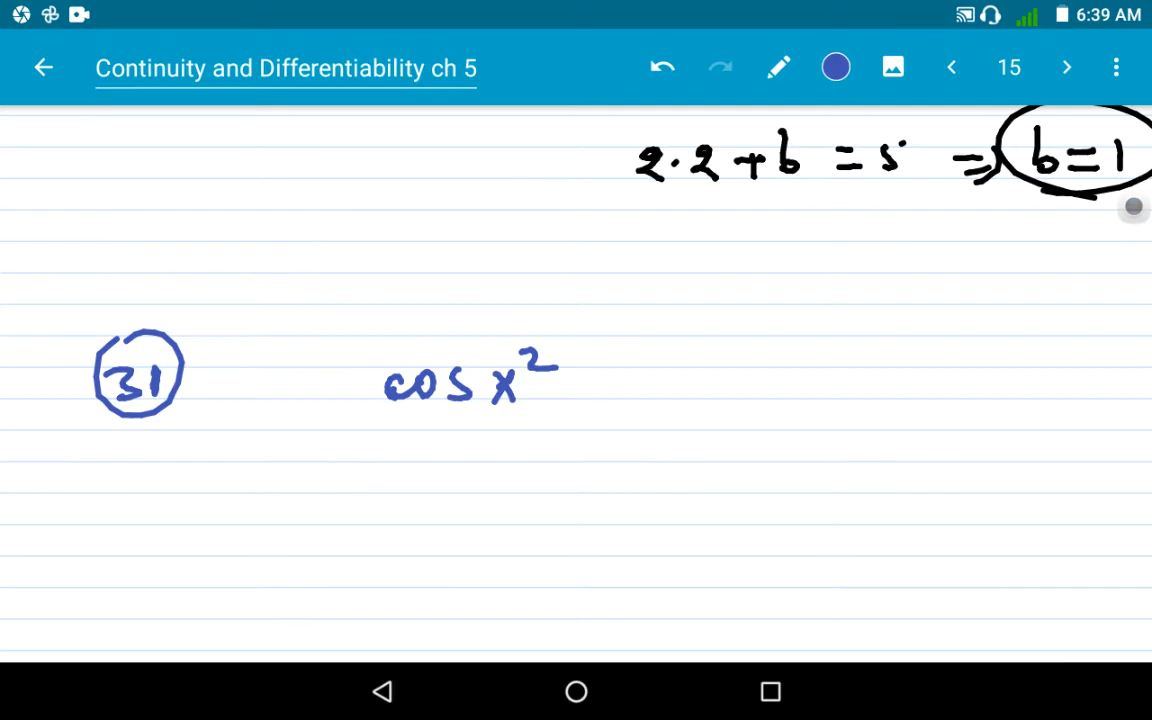 6:39 AM
Continuity and Differentiability ch 5
15
2·2+b = 5 ⇒ b=1
31 cos x²